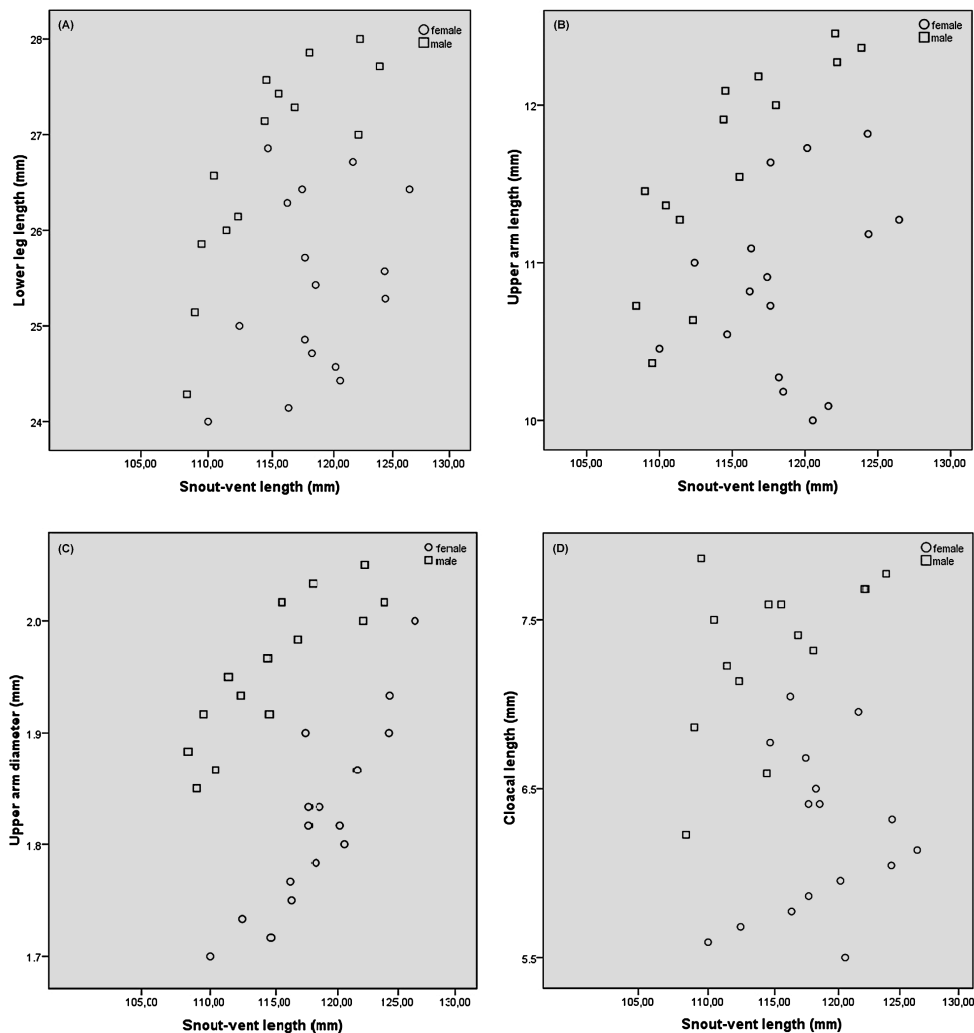 (A)
female
male
28
27
26
25
24
Lower leg length (mm)
105,00 110,00 115,00 120,00 125,00 130,00
Snout-vent length (mm)
(B)
female
male
12
11
10
Upper arm length (mm)
105,00 110,00 115,00 120,00 125,00 130,00
Snout-vent length (mm)
(C)
female
male
2.0
1.9
1.8
1.7
Upper arm diameter (mm)
105,00 110,00 115,00 120,00 125,00 130,00
Snout-vent length (mm)
(D)
female
male
7.5
6.5
5.5
Cloacal length (mm)
105,00 110,00 115,00 120,00 125,00 130,00
Snout-vent length (mm)